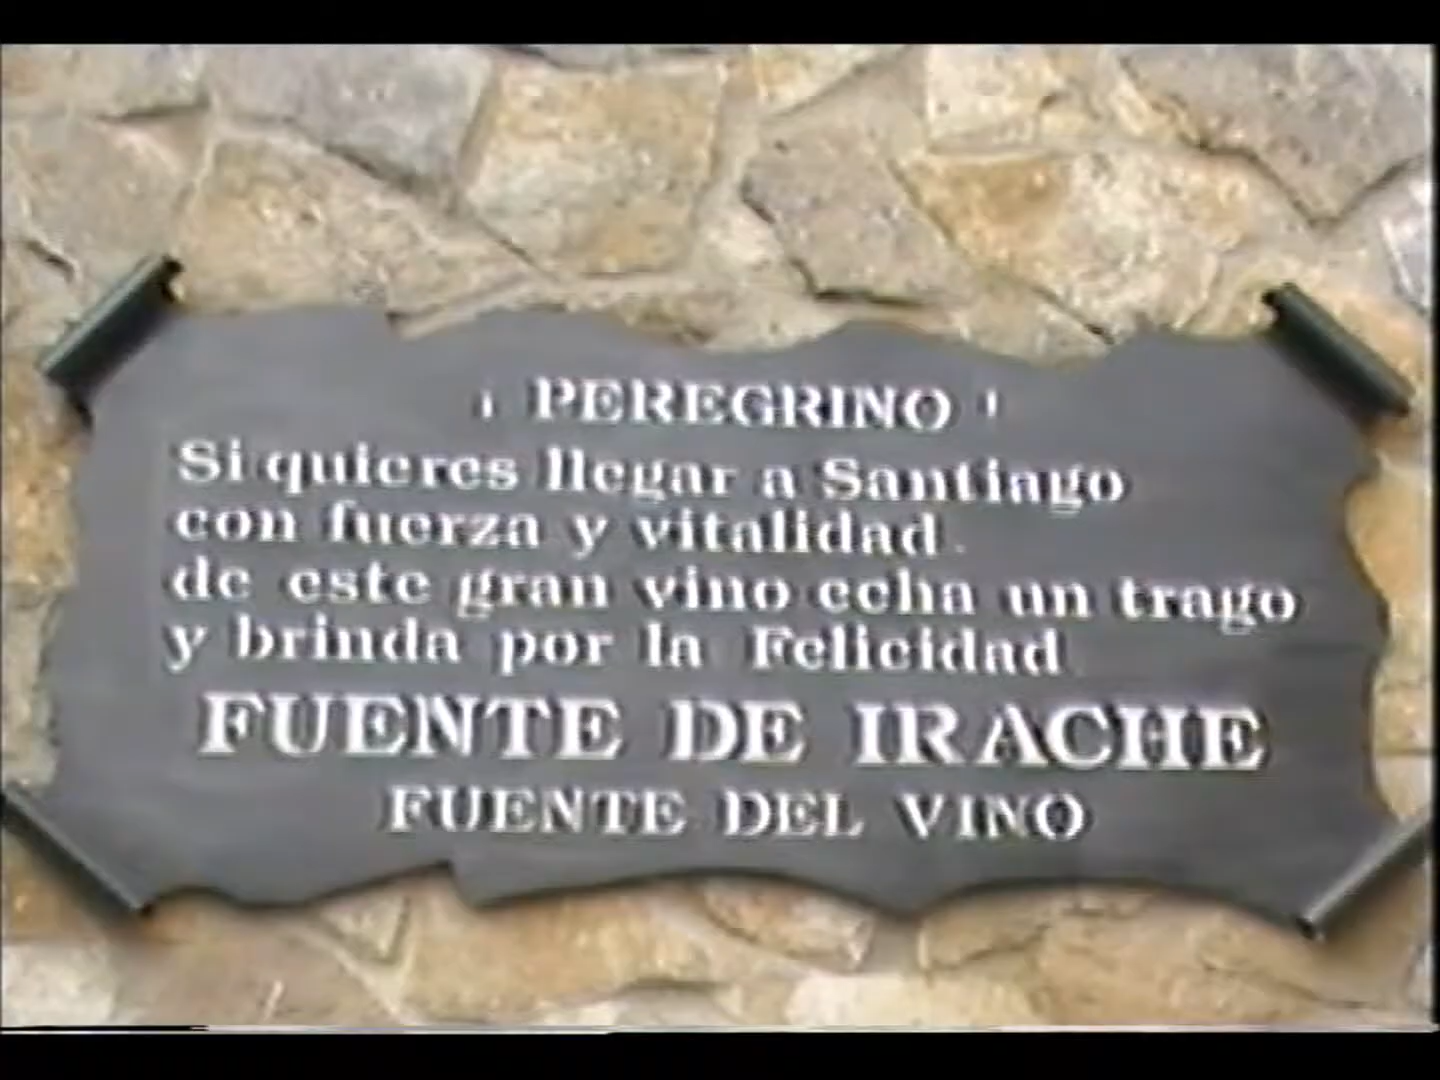 ¡ PEREGRINO !
Si quieres llegar a Santiago
con fuerza y vitalidad.
de este gran vino echa un trago
y brinda por la Felicidad.
FUENTE DE IRACHE
FUENTE DEL VINO